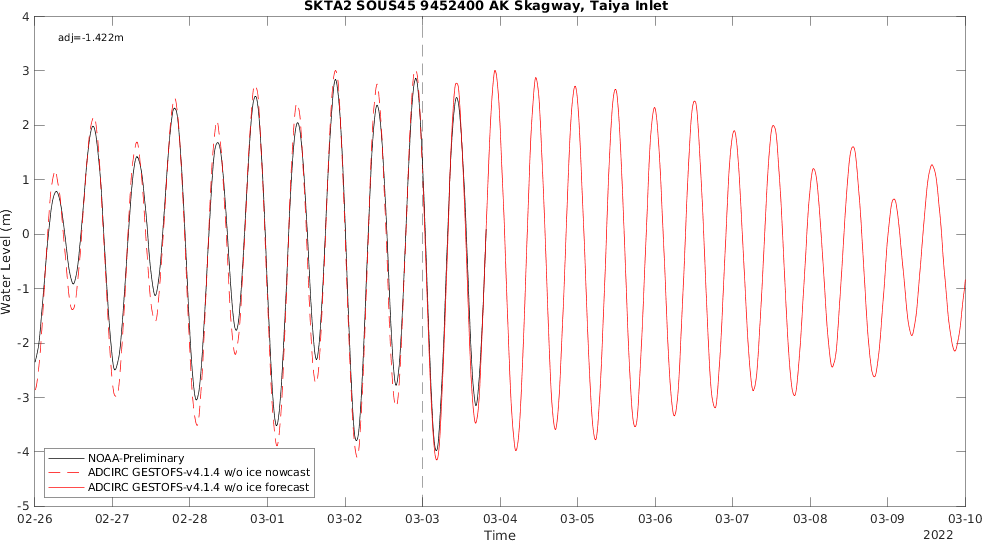 SKTA2 SOUS45 9452400 AK Skagway, Taiya Inlet
adj=-1.422m
4
3
2
1
0
-1
-2
-3
-4
-5
Water Level (m)
NOAA-Preliminary
ADCIRC GESTOFS-v4.1.4 w/o ice nowcast
ADCIRC GESTOFS-v4.1.4 w/o ice forecast
02-26 02-27 02-28 03-01 03-02 03-03 03-04 03-05 03-06 03-07 03-08 03-09 03-10
Time
2022